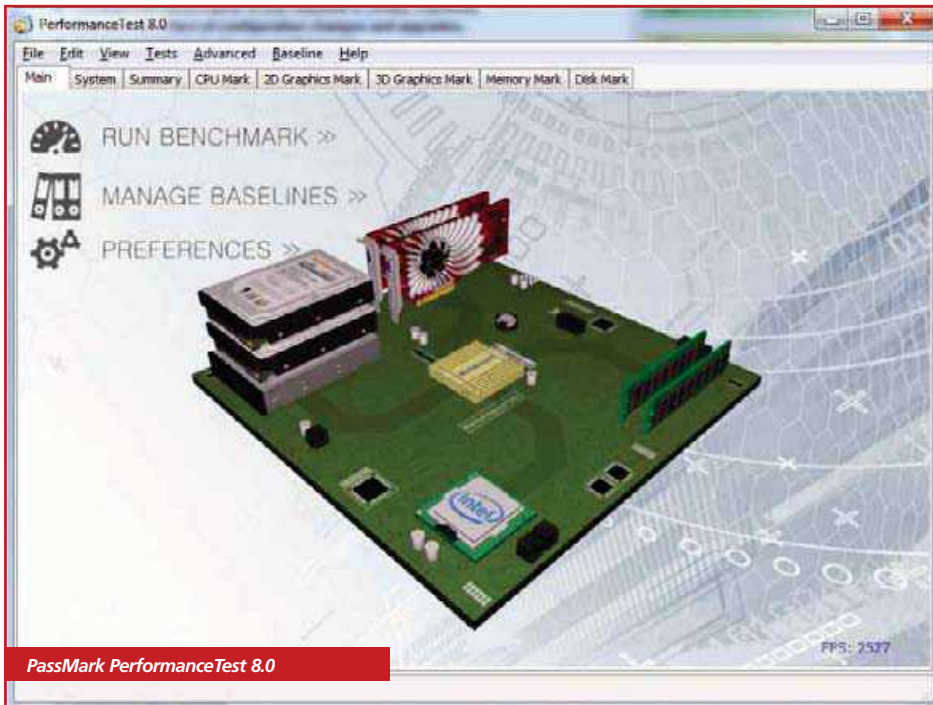 PerformanceTest 8.0
File Edit View Tests Advanced Baseline Help
Main System Summary CPU Mark 2D Graphics Mark 3D Graphics Mark Memory Mark Disk Mark
RUN BENCHMARK >>
MANAGE BASELINES >>
PREFERENCES >>
intel
FPS: 2527
PassMark PerformanceTest 8.0